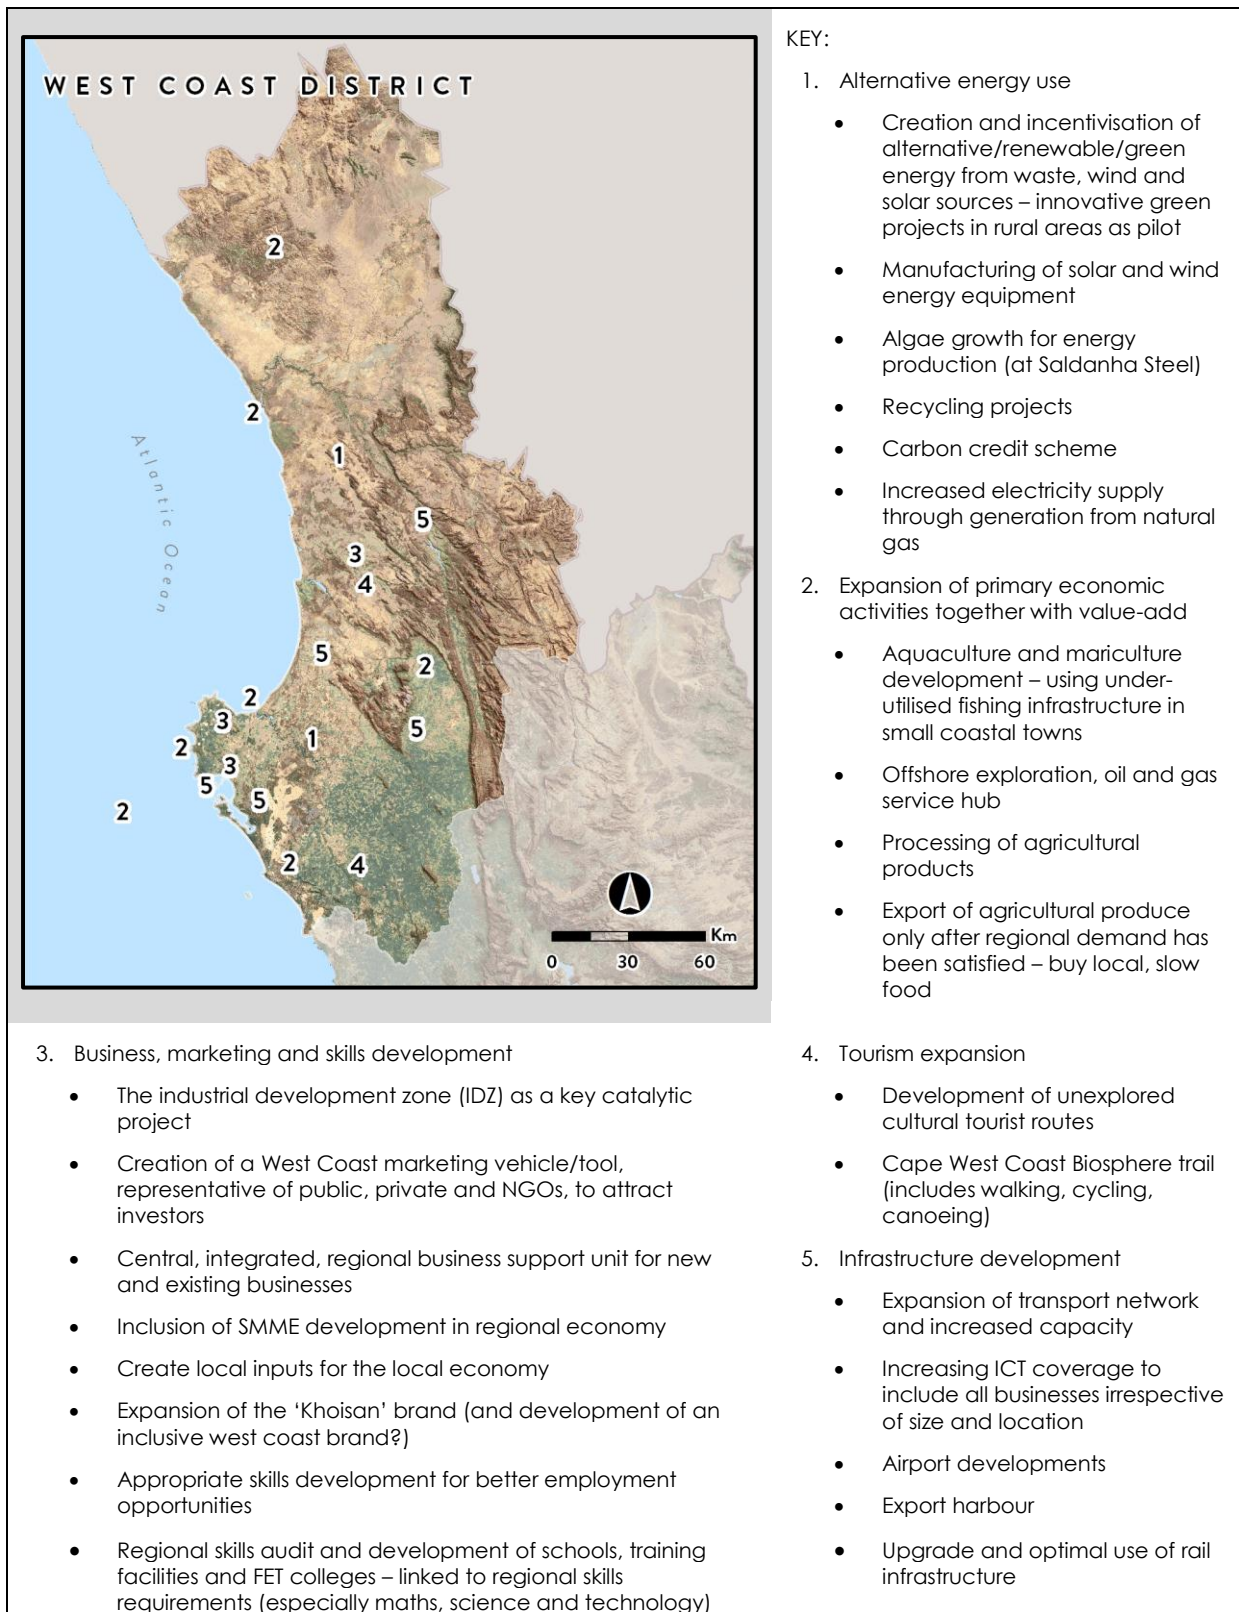 WEST COAST DISTRICT
2
2
1
5
3
4
5
2
2
3
5
2
1
3
5
5
2
2
4
Atlantic Ocean
Km
0 30 60
KEY:
1. Alternative energy use
• Creation and incentivisation of
alternative/renewable/green
energy from waste, wind and
solar sources – innovative green
projects in rural areas as pilot
• Manufacturing of solar and wind
energy equipment
• Algae growth for energy
production (at Saldanha Steel)
• Recycling projects
• Carbon credit scheme
• Increased electricity supply
through generation from natural
gas
2. Expansion of primary economic
activities together with value-add
• Aquaculture and mariculture
development – using under-
utilised fishing infrastructure in
small coastal towns
• Offshore exploration, oil and gas
service hub
• Processing of agricultural
products
• Export of agricultural produce
only after regional demand has
been satisfied – buy local, slow
food
3. Business, marketing and skills development
• The industrial development zone (IDZ) as a key catalytic
project
• Creation of a West Coast marketing vehicle/tool,
representative of public, private and NGOs, to attract
investors
• Central, integrated, regional business support unit for new
and existing businesses
• Inclusion of SMME development in regional economy
• Create local inputs for the local economy
• Expansion of the ‘Khoisan’ brand (and development of an
inclusive west coast brand?)
• Appropriate skills development for better employment
opportunities
• Regional skills audit and development of schools, training
facilities and FET colleges – linked to regional skills
requirements (especially maths, science and technology)
4. Tourism expansion
• Development of unexplored
cultural tourist routes
• Cape West Coast Biosphere trail
(includes walking, cycling,
canoeing)
5. Infrastructure development
• Expansion of transport network
and increased capacity
• Increasing ICT coverage to
include all businesses irrespective
of size and location
• Airport developments
• Export harbour
• Upgrade and optimal use of rail
infrastructure